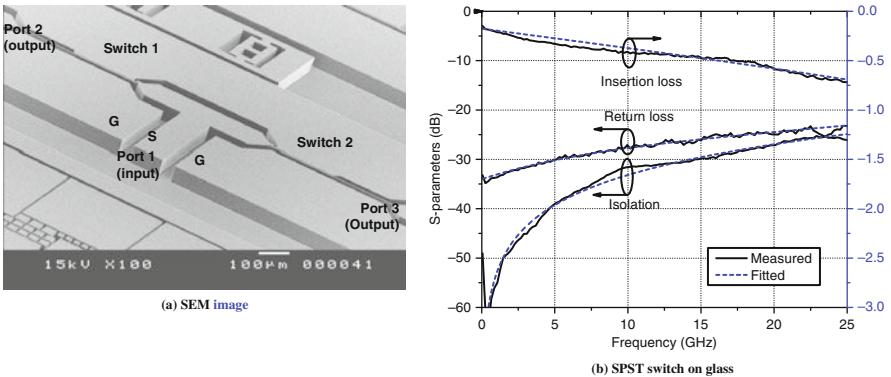 Port 2
(output)
Switch 1
G
S
Port 1
(input)
G
Switch 2
Port 3
(Output)
15kV X100 100μm 000041
(a) SEM image
0
−10
−20
−30
−40
−50
−60
S-parameters (dB)
0.0
−0.5
−1.0
−1.5
−2.0
−2.5
−3.0
Insertion loss
Return loss
Isolation
Measured
Fitted
0 5 10 15 20 25
Frequency (GHz)
(b) SPST switch on glass